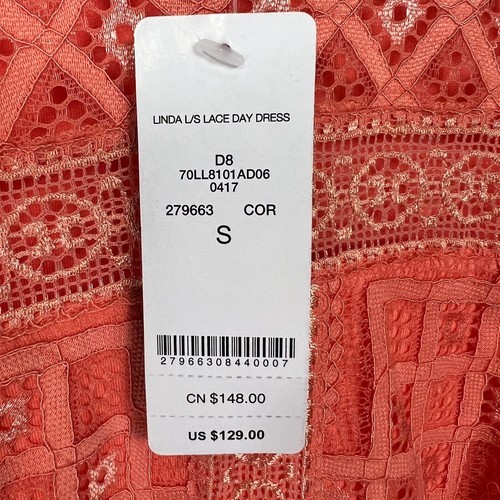 LINDA L/S LACE DAY DRESS
D8
70LL8101AD06
0417
279663 COR
S
27966308440007
CN $148.00
US $129.00